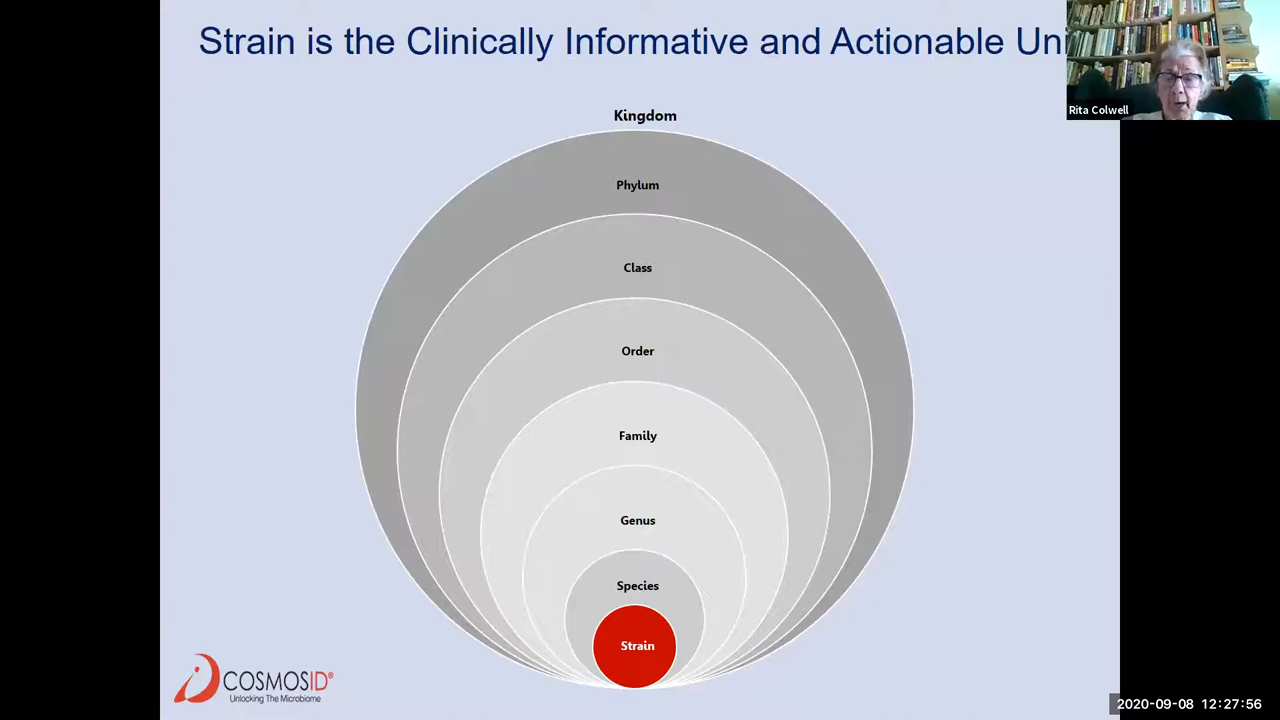 Strain is the Clinically Informative and Actionable Uni
Rita Colwell
Kingdom
Phylum
Class
Order
Family
Genus
Species
Strain
COSMOSID®
Unlocking The Microbiome
2020-09-08 12:27:56